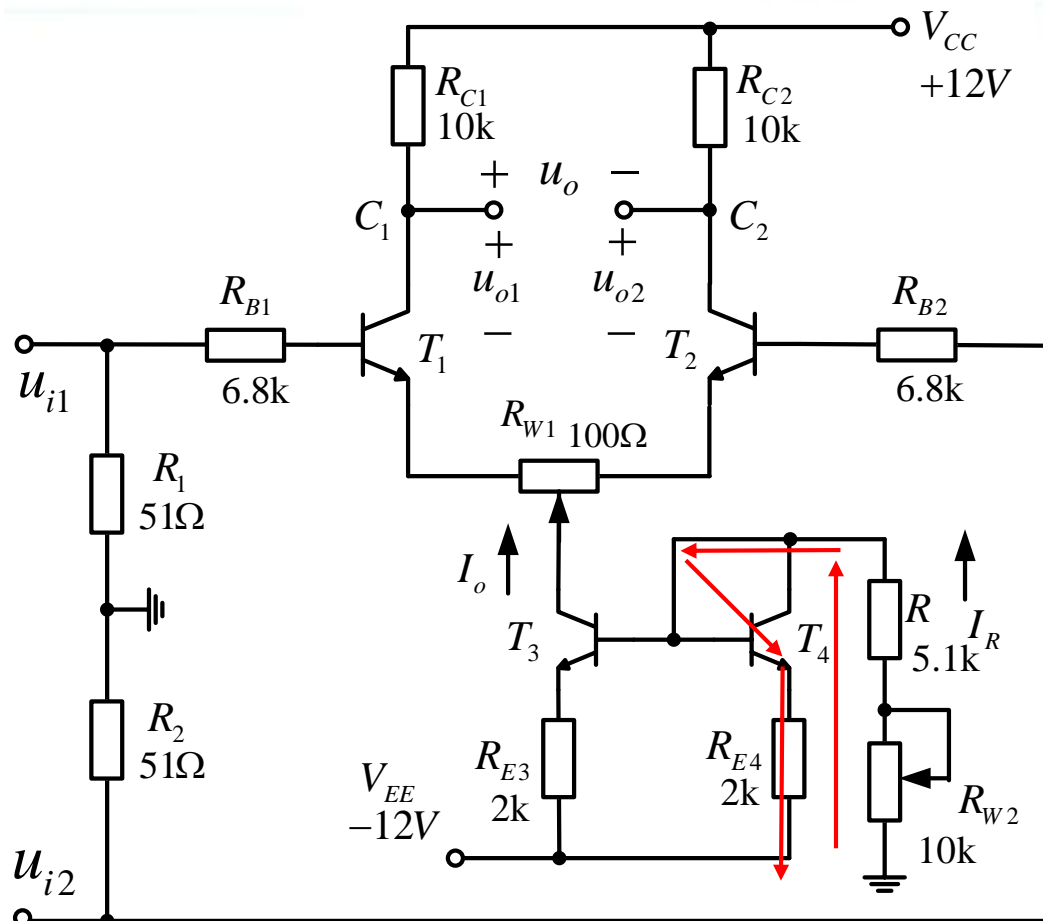 V_CC
+12V
R_C1
10k
R_C2
10k
+ u_o −
C_1
C_2
+ +
u_o1 u_o2
− −
R_B1
6.8k
R_B2
6.8k
T_1
T_2
u_i1
R_W1 100Ω
R_1
51Ω
I_o
T_3
T_4
R
5.1k
I_R
R_2
51Ω
R_E3
2k
R_E4
2k
V_EE
−12V
R_W2
10k
u_i2